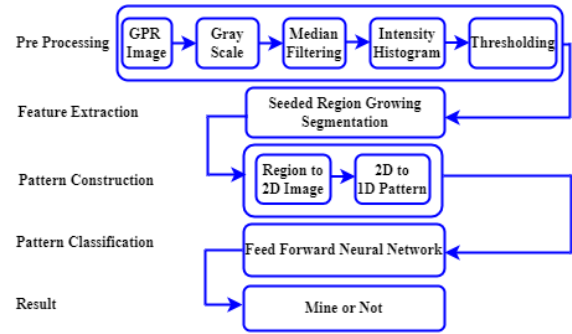 Pre Processing
GPR
Image
Gray
Scale
Median
Filtering
Intensity
Histogram
Thresholding
Feature Extraction
Seeded Region Growing
Segmentation
Pattern Construction
Region to
2D Image
2D to
1D Pattern
Pattern Classification
Feed Forward Neural Network
Result
Mine or Not